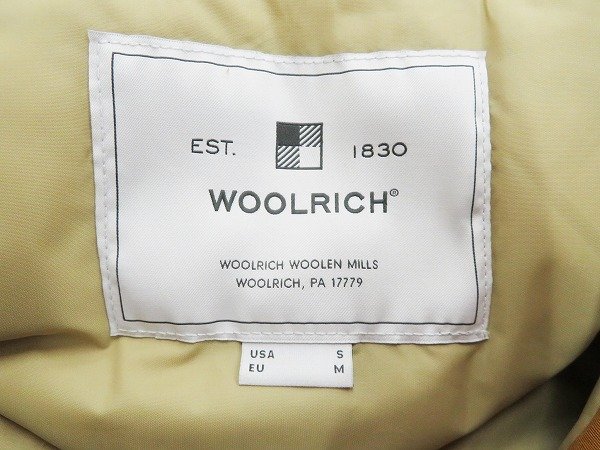 EST. 1830
WOOLRICH®
WOOLRICH WOOLEN MILLS
WOOLRICH, PA 17779
USA S
EU M